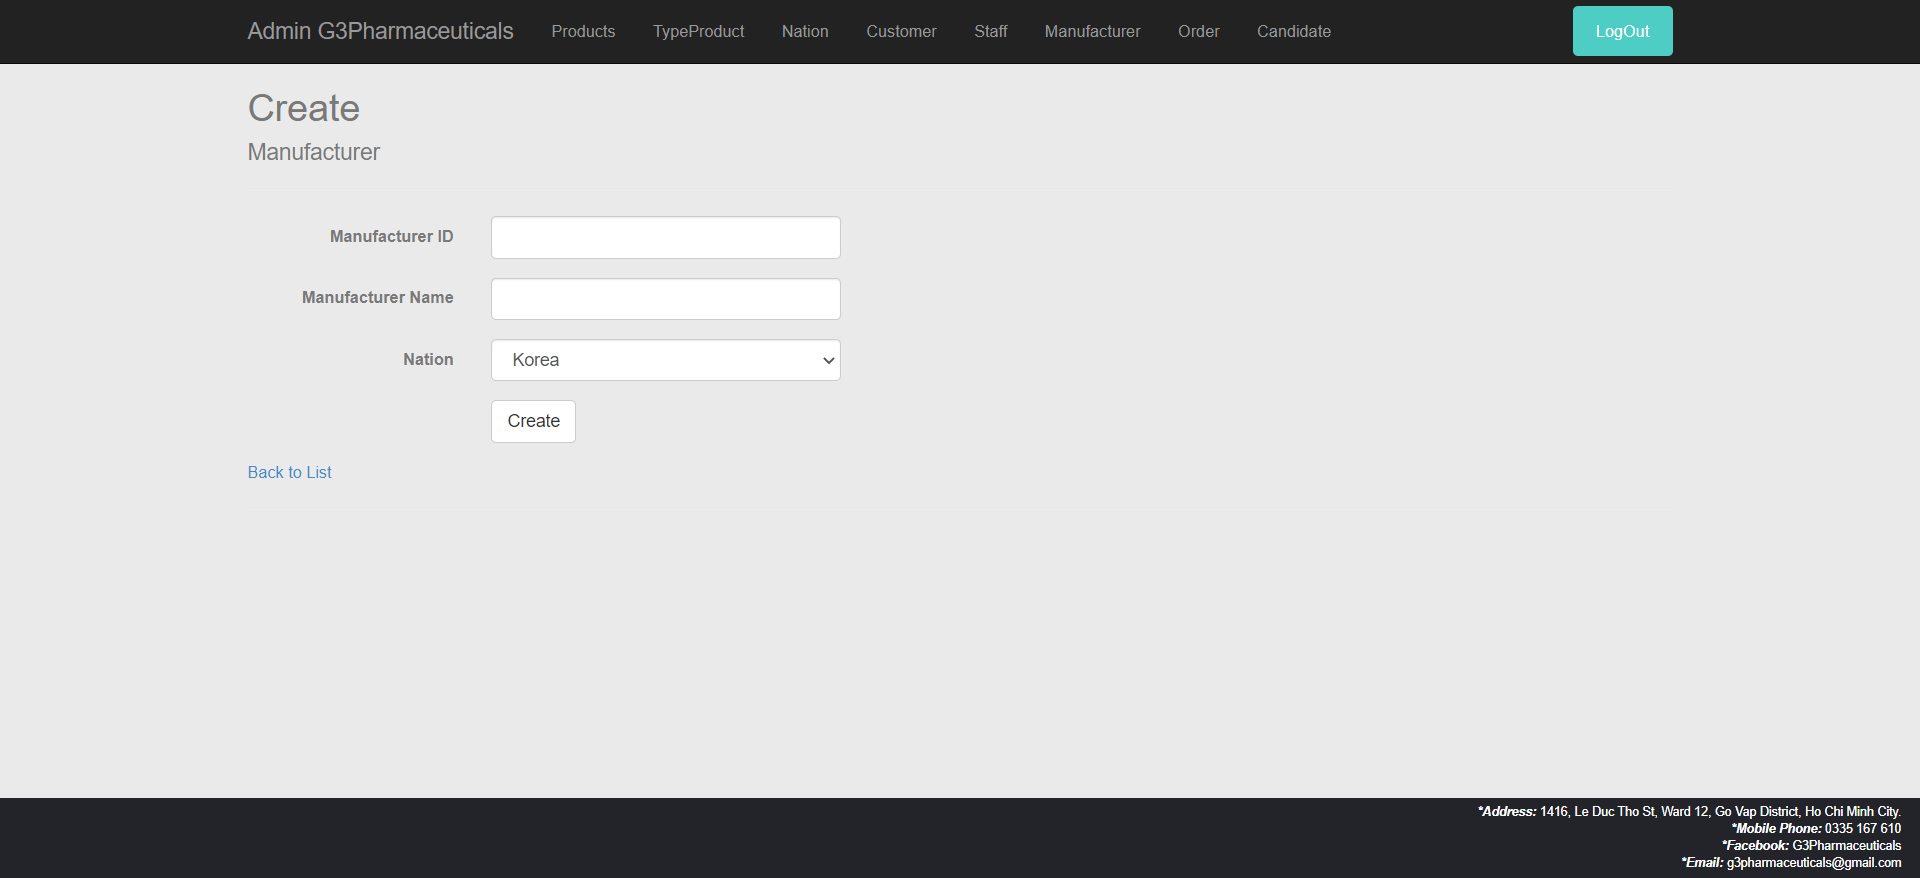 Admin G3Pharmaceuticals Products TypeProduct Nation Customer Staff Manufacturer Order Candidate LogOut
Create
Manufacturer
Manufacturer ID
Manufacturer Name
Nation Korea
Create
Back to List
*Address: 1416, Le Duc Tho St, Ward 12, Go Vap District, Ho Chi Minh City.
*Mobile Phone: 0335 167 610
*Facebook: G3Pharmaceuticals
*Email: g3pharmaceuticals@gmail.com